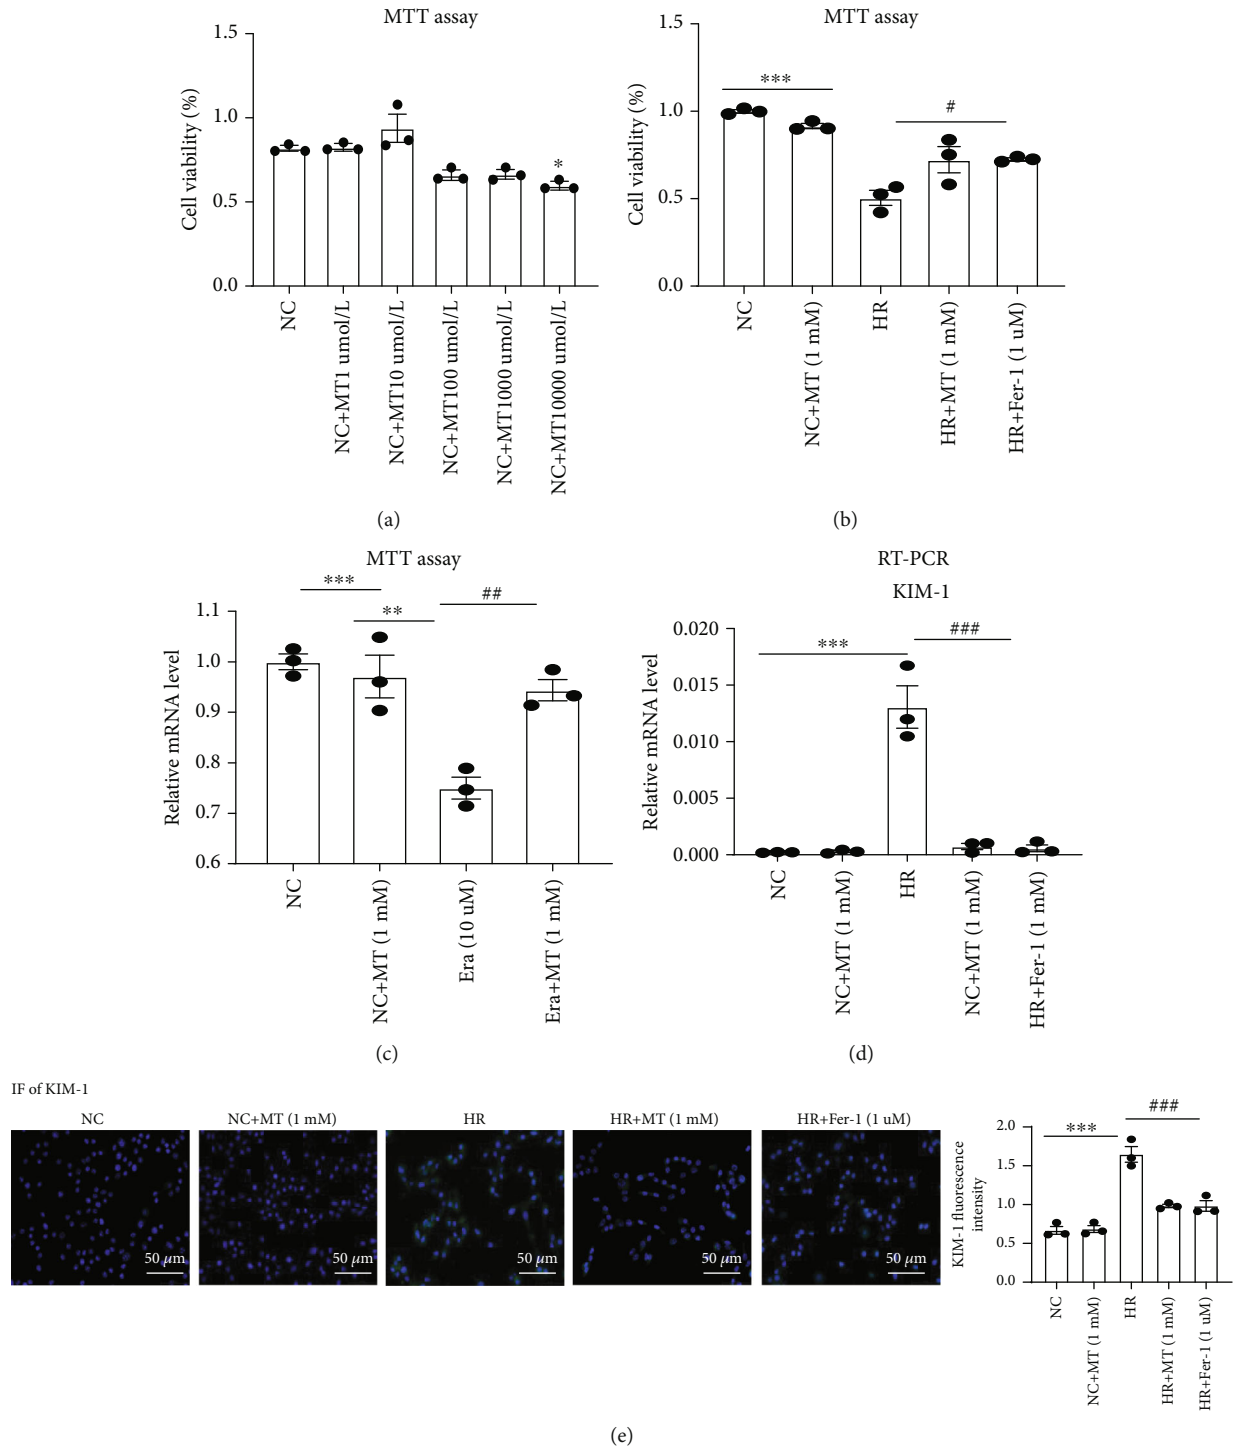 MTT assay
Cell viability (%)
1.5
1.0
0.5
0.0
*
NC
NC+MT1 umol/L
NC+MT10 umol/L
NC+MT100 umol/L
NC+MT1000 umol/L
NC+MT10000 umol/L
(a)
MTT assay
Cell viability (%)
1.5
1.0
0.5
0.0
***
#
NC
NC+MT (1 mM)
HR
HR+MT (1 mM)
HR+Fer-1 (1 uM)
(b)
MTT assay
Relative mRNA level
1.1
1.0
0.9
0.8
0.7
0.6
***
**
##
NC
NC+MT (1 mM)
Era (10 uM)
Era+MT (1 mM)
(c)
RT-PCR
KIM-1
Relative mRNA level
0.020
0.015
0.010
0.005
0.000
***
###
NC
NC+MT (1 mM)
HR
NC+MT (1 mM)
HR+Fer-1 (1 mM)
(d)
IF of KIM-1
NC
NC+MT (1 mM)
HR
HR+MT (1 mM)
HR+Fer-1 (1 uM)
50 μm
50 μm
50 μm
50 μm
50 μm
KIM-1 fluorescence
intensity
2.0
1.5
1.0
0.5
0.0
***
###
NC
NC+MT (1 mM)
HR
HR+MT (1 mM)
HR+Fer-1 (1 uM)
(e)